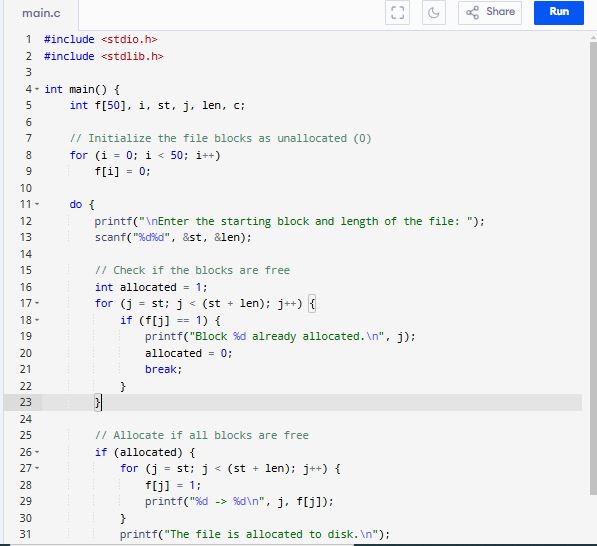 main.c
Share
Run
1 #include <stdio.h>
2 #include <stdlib.h>
3
4 int main() {
5     int f[50], i, st, j, len, c;
6
7     // Initialize the file blocks as unallocated (0)
8     for (i = 0; i < 50; i++)
9         f[i] = 0;
10
11     do {
12         printf("\nEnter the starting block and length of the file: ");
13         scanf("%d%d", &st, &len);
14
15         // Check if the blocks are free
16         int allocated = 1;
17         for (j = st; j < (st + len); j++) {
18             if (f[j] == 1) {
19                 printf("Block %d already allocated.\n", j);
20                 allocated = 0;
21                 break;
22             }
23         }
24
25         // Allocate if all blocks are free
26         if (allocated) {
27             for (j = st; j < (st + len); j++) {
28                 f[j] = 1;
29                 printf("%d -> %d\n", j, f[j]);
30             }
31             printf("The file is allocated to disk.\n");